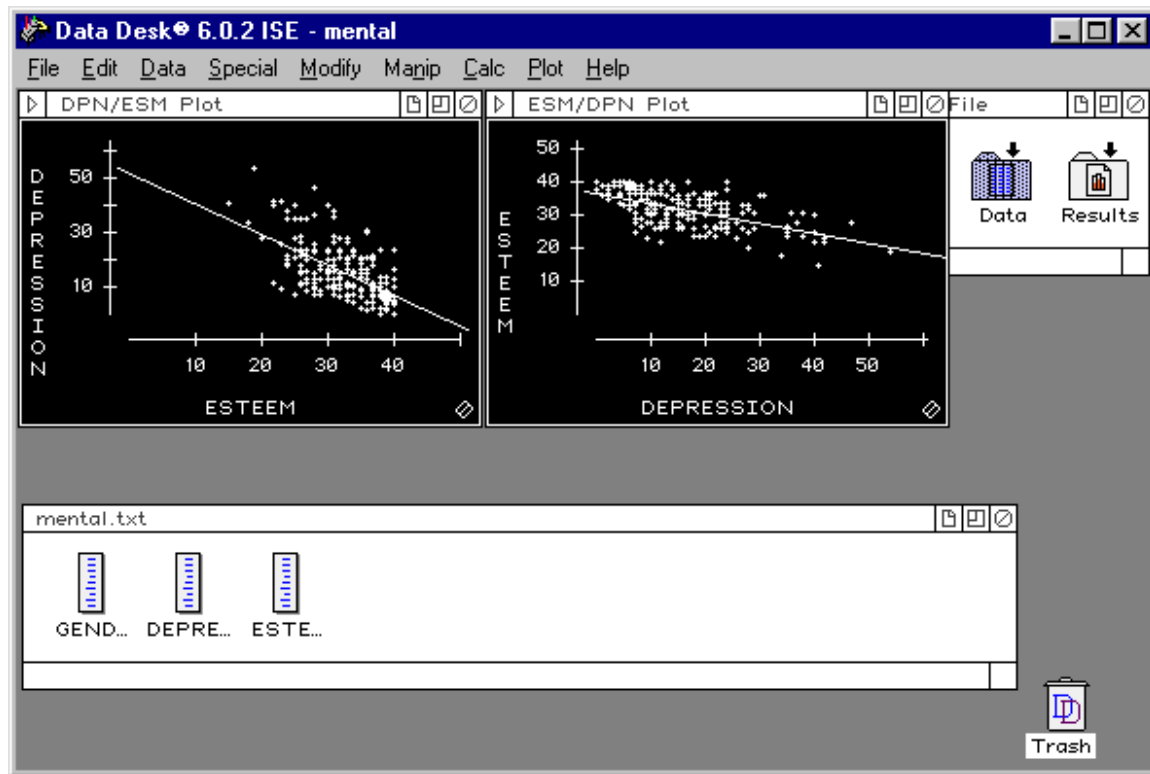 Data Desk® 6.0.2 ISE - mental
File Edit Data Special Modify Manip Calc Plot Help
DPN/ESM Plot
DEPRESSION
50
30
10
10 20 30 40
ESTEEM
ESM/DPN Plot
ESTEEM
50
40
30
20
10
10 20 30 40 50
DEPRESSION
File
Data Results
mental.txt
GEND... DEPRE... ESTE...
DD
Trash